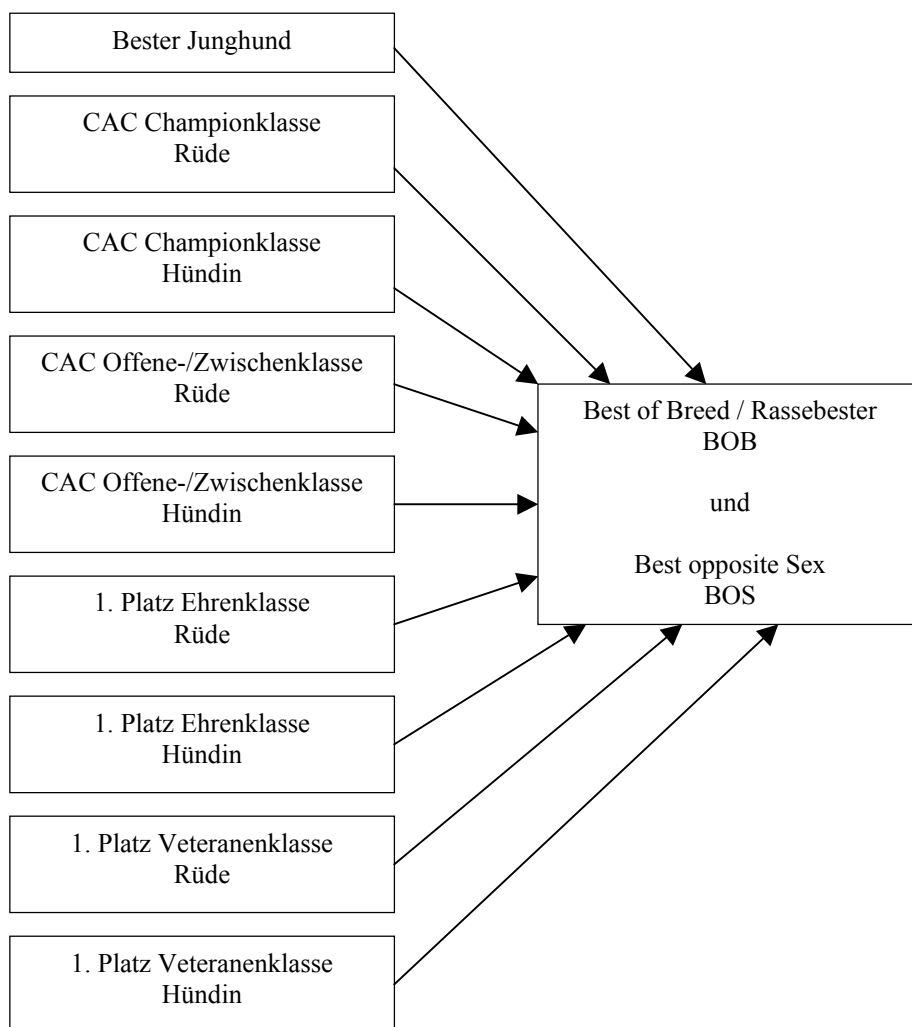 Bester Junghund
CAC Championklasse
Rüde
CAC Championklasse
Hündin
CAC Offene-/Zwischenklasse
Rüde
CAC Offene-/Zwischenklasse
Hündin
1. Platz Ehrenklasse
Rüde
1. Platz Ehrenklasse
Hündin
1. Platz Veteranenklasse
Rüde
1. Platz Veteranenklasse
Hündin
Best of Breed / Rassebester
BOB
und
Best opposite Sex
BOS